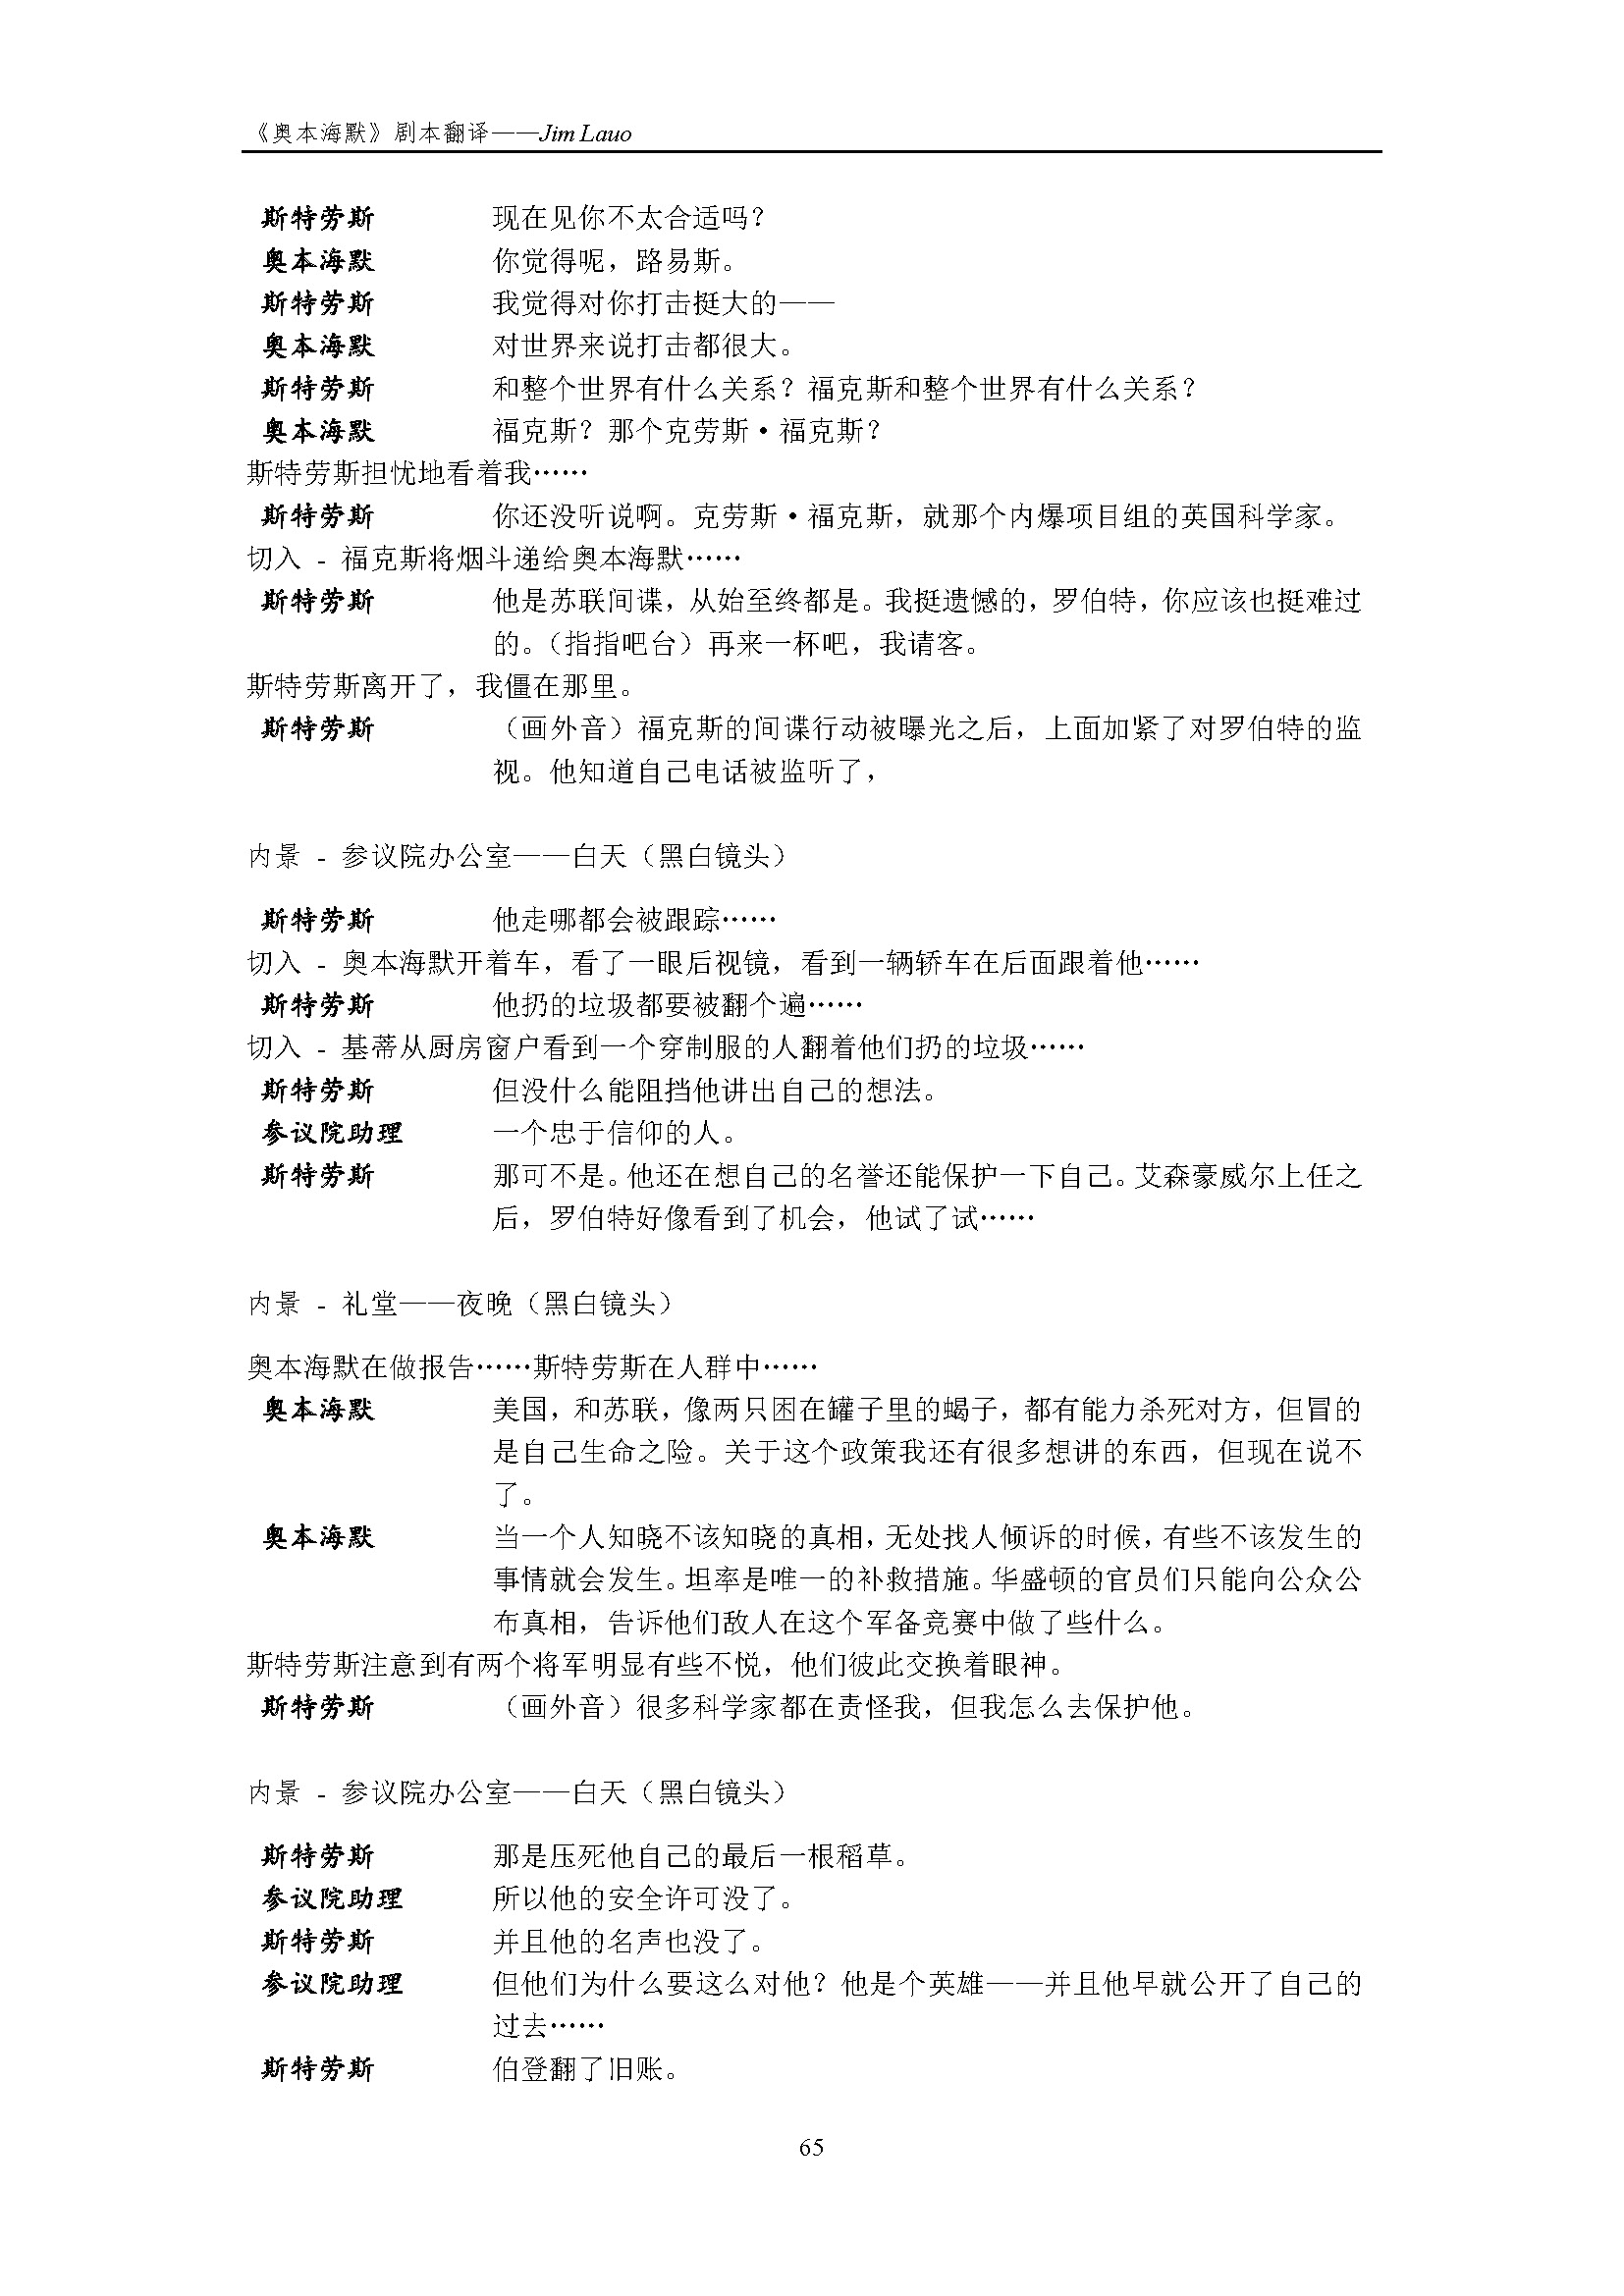 《奥本海默》剧本翻译——Jim Lauo
斯特劳斯 现在见你不太合适吗？
奥本海默 你觉得呢，路易斯。
斯特劳斯 我觉得对你打击挺大的——
奥本海默 对世界来说打击都很大。
斯特劳斯 和整个世界有什么关系？福克斯和整个世界有什么关系？
奥本海默 福克斯？那个克劳斯·福克斯？
斯特劳斯担忧地看着我……
斯特劳斯 你还没听说啊。克劳斯·福克斯，就那个内爆项目组的英国科学家。
切入 - 福克斯将烟斗递给奥本海默……
斯特劳斯 他是苏联间谍，从始至终都是。我挺遗憾的，罗伯特，你应该也挺难过
的。（指指吧台）再来一杯吧，我请客。
斯特劳斯离开了，我僵在那里。
斯特劳斯 （画外音）福克斯的间谍行动被曝光之后，上面加紧了对罗伯特的监
视。他知道自己电话被监听了，
内景 - 参议院办公室——白天（黑白镜头）
斯特劳斯 他走哪都会被跟踪……
切入 - 奥本海默开着车，看了一眼后视镜，看到一辆轿车在后面跟着他……
斯特劳斯 他扔的垃圾都要被翻个遍……
切入 - 基蒂从厨房窗户看到一个穿制服的人翻着他们扔的垃圾……
斯特劳斯 但没什么能阻挡他讲出自己的想法。
参议院助理 一个忠于信仰的人。
斯特劳斯 那可不是。他还在想自己的名誉还能保护一下自己。艾森豪威尔上任之
后，罗伯特好像看到了机会，他试了试……
内景 - 礼堂——夜晚（黑白镜头）
奥本海默在做报告……斯特劳斯在人群中……
奥本海默 美国，和苏联，像两只困在罐子里的蝎子，都有能力杀死对方，但冒的
是自己生命之险。关于这个政策我还有很多想讲的东西，但现在说不
了。
奥本海默 当一个人知晓不该知晓的真相，无处找人倾诉的时候，有些不该发生的
事情就会发生。坦率是唯一的补救措施。华盛顿的官员们只能向公众公
布真相，告诉他们敌人在这个军备竞赛中做了些什么。
斯特劳斯注意到有两个将军明显有些不悦，他们彼此交换着眼神。
斯特劳斯 （画外音）很多科学家都在责怪我，但我怎么去保护他。
内景 - 参议院办公室——白天（黑白镜头）
斯特劳斯 那是压死他自己的最后一根稻草。
参议院助理 所以他的安全许可没了。
斯特劳斯 并且他的名声也没了。
参议院助理 但他们为什么要这么对他？他是个英雄——并且他早就公开了自己的
过去……
斯特劳斯 伯登翻了旧账。
65